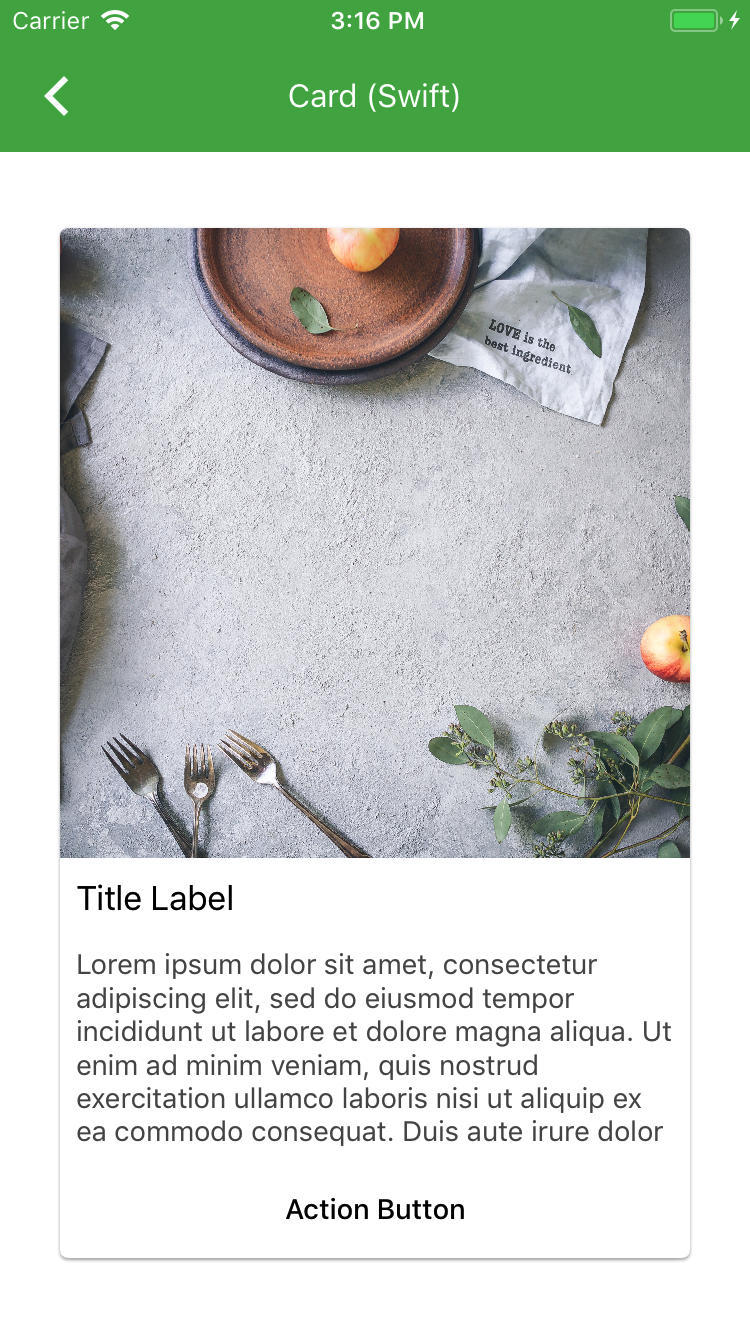 Carrier 3:16 PM
Card (Swift)
LOVE is the
best ingredient
Title Label
Lorem ipsum dolor sit amet, consectetur
adipiscing elit, sed do eiusmod tempor
incididunt ut labore et dolore magna aliqua. Ut
enim ad minim veniam, quis nostrud
exercitation ullamco laboris nisi ut aliquip ex
ea commodo consequat. Duis aute irure dolor
Action Button